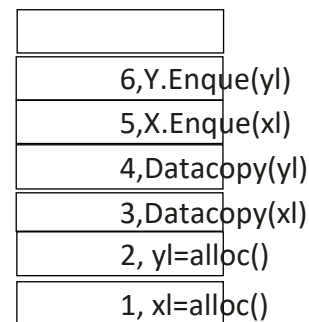 6,Y.Enque(yl)
5,X.Enque(xl)
4,Datacopy(yl)
3,Datacopy(xl)
2, yl=alloc()
1, xl=alloc()